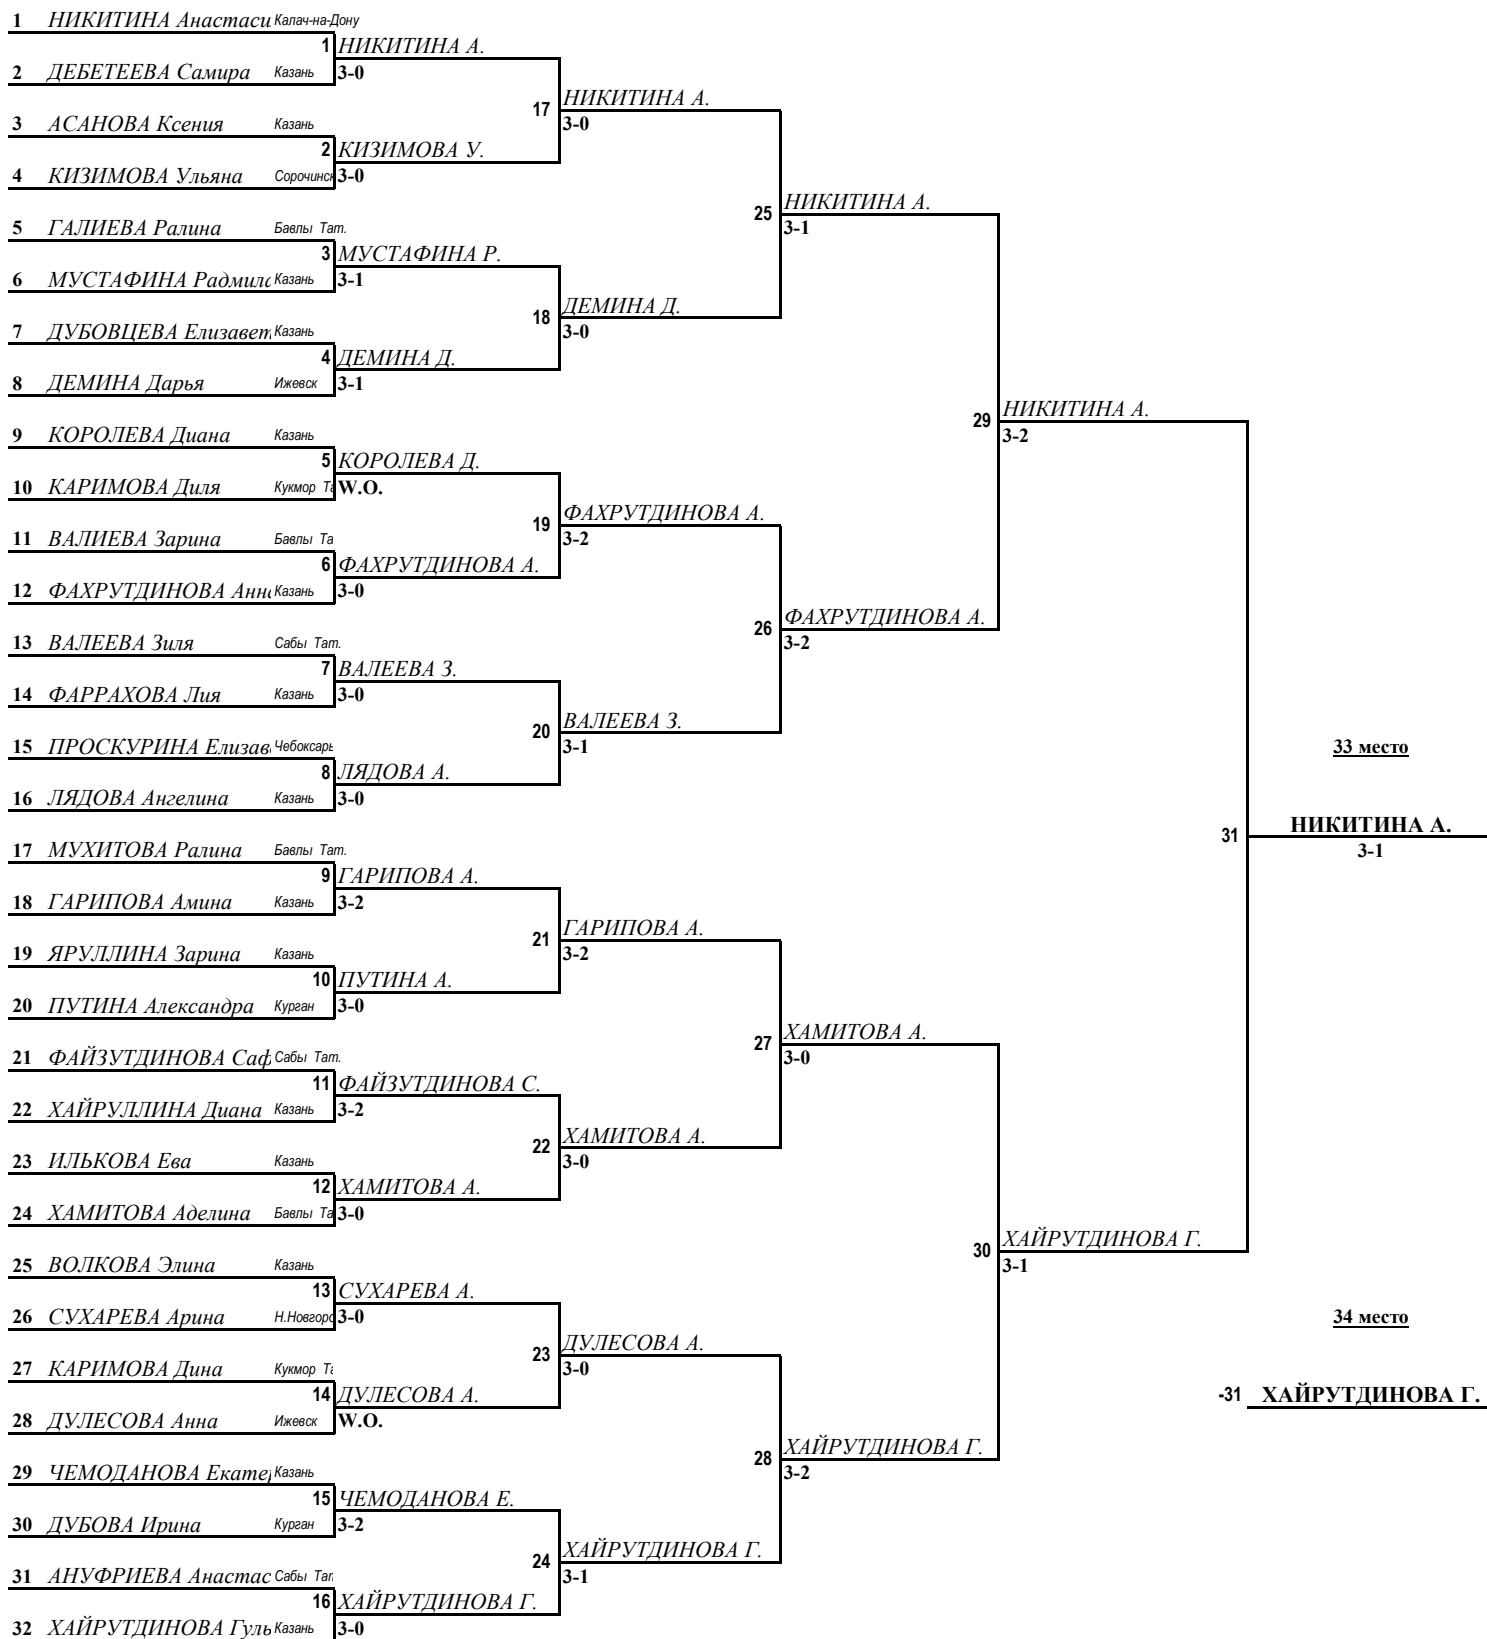 1 НИКИТИНА Анастаси Калач-на-Дону
1 НИКИТИНА А.
2 ДЕБЕТЕЕВА Самира Казань 3-0
17 НИКИТИНА А.
3 АСАНОВА Ксения Казань 3-0
2 КИЗИМОВА У.
4 КИЗИМОВА Ульяна Сорочинск 3-0
25 НИКИТИНА А.
5 ГАЛИЕВА Ралина Бавлы Тат. 3-1
3 МУСТАФИНА Р.
6 МУСТАФИНА Радмила Казань 3-1
18 ДЕМИНА Д.
7 ДУБОВЦЕВА Елизавет Казань 3-0
4 ДЕМИНА Д.
8 ДЕМИНА Дарья Ижевск 3-1
29 НИКИТИНА А.
9 КОРОЛЕВА Диана Казань 3-2
5 КОРОЛЕВА Д.
10 КАРИМОВА Диля Кукмор Та W.O.
19 ФАХРУТДИНОВА А.
11 ВАЛИЕВА Зарина Бавлы Та 3-2
6 ФАХРУТДИНОВА А.
12 ФАХРУТДИНОВА Анна Казань 3-0
26 ФАХРУТДИНОВА А.
13 ВАЛЕЕВА Зиля Сабы Тат. 3-2
7 ВАЛЕЕВА З.
14 ФАРРАХОВА Лия Казань 3-0
20 ВАЛЕЕВА З.
15 ПРОСКУРИНА Елизав Чебоксары 3-1 33 место
8 ЛЯДОВА А.
16 ЛЯДОВА Ангелина Казань 3-0
31 НИКИТИНА А.
17 МУХИТОВА Ралина Бавлы Тат. 3-1
9 ГАРИПОВА А.
18 ГАРИПОВА Амина Казань 3-2
21 ГАРИПОВА А.
19 ЯРУЛЛИНА Зарина Казань 3-2
10 ПУТИНА А.
20 ПУТИНА Александра Курган 3-0
27 ХАМИТОВА А.
21 ФАЙЗУТДИНОВА Саф Сабы Тат. 3-0
11 ФАЙЗУТДИНОВА С.
22 ХАЙРУЛЛИНА Диана Казань 3-2
22 ХАМИТОВА А.
23 ИЛЬКОВА Ева Казань 3-0
12 ХАМИТОВА А.
24 ХАМИТОВА Аделина Бавлы Та 3-0
30 ХАЙРУТДИНОВА Г.
25 ВОЛКОВА Элина Казань 3-1
13 СУХАРЕВА А.
26 СУХАРЕВА Арина Н.Новгоро 3-0 34 место
23 ДУЛЕСОВА А.
27 КАРИМОВА Дина Кукмор Та 3-0
14 ДУЛЕСОВА А. -31 ХАЙРУТДИНОВА Г.
28 ДУЛЕСОВА Анна Ижевск W.O.
28 ХАЙРУТДИНОВА Г.
29 ЧЕМОДАНОВА Екатер Казань 3-2
15 ЧЕМОДАНОВА Е.
30 ДУБОВА Ирина Курган 3-2
24 ХАЙРУТДИНОВА Г.
31 АНУФРИЕВА Анастас Сабы Тат 3-1
16 ХАЙРУТДИНОВА Г.
32 ХАЙРУТДИНОВА Гуль Казань 3-0